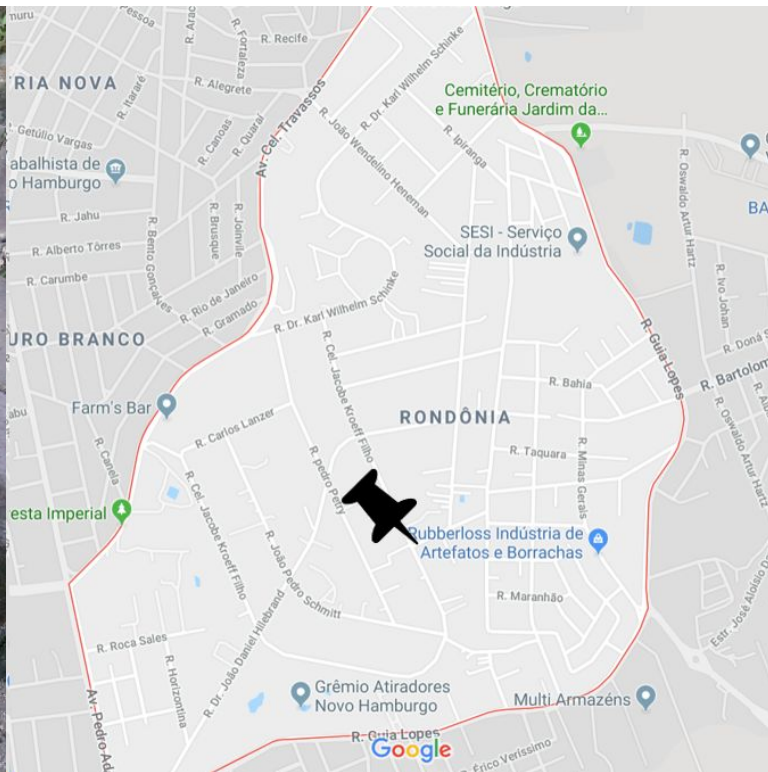 R. Recife
R. Fortaleza
R. Alegrete
RIA NOVA
R. Itararé
R. Canoas
R. Quaraí
R. Getúlio Vargas
abalhista de
o Hamburgo
R. Jahu
R. Alberto Tôrres
R. Carumbe
R. Bento Gonçalves
R. Brusque
R. Joinvile
R. Rio de Janeiro
R. Gramado
URO BRANCO
Av. Cel. Travassos
R. Dr. Karl Wilhelm Schinke
R. João Wendelino Heneman
R. Ipiranga
Cemitério, Crematório
e Funerária Jardim da...
SESI - Serviço
Social da Indústria
R. Oswaldo Artur Hartz
BA
R. Ivo Johan
R. Guia Lopes
R. Bartolom
R. Oswaldo Artur Hartz
R. Dr. Karl Wilhelm Schinke
R. Cel. Jacobe Kroeff Filho
R. Bahia
RONDÔNIA
R. Taquara
R. Minas Gerais
Farm's Bar
R. Canela
R. Carlos Lanzer
R. pedro Petry
esta Imperial
R. Cel. Jacobe Kroeff Filho
R. João Pedro Schmitt
Rubberloss Indústria de
Artefatos e Borrachas
R. Maranhão
Estr. José Aloísio D
R. Roca Sales
R. Horizontina
R. Dr. João Daniel Hilebrand
Av. Pedro Ad
Grêmio Atiradores
Novo Hamburgo
Multi Armazéns
R. Guia Lopes
Google
R. Érico Veríssimo